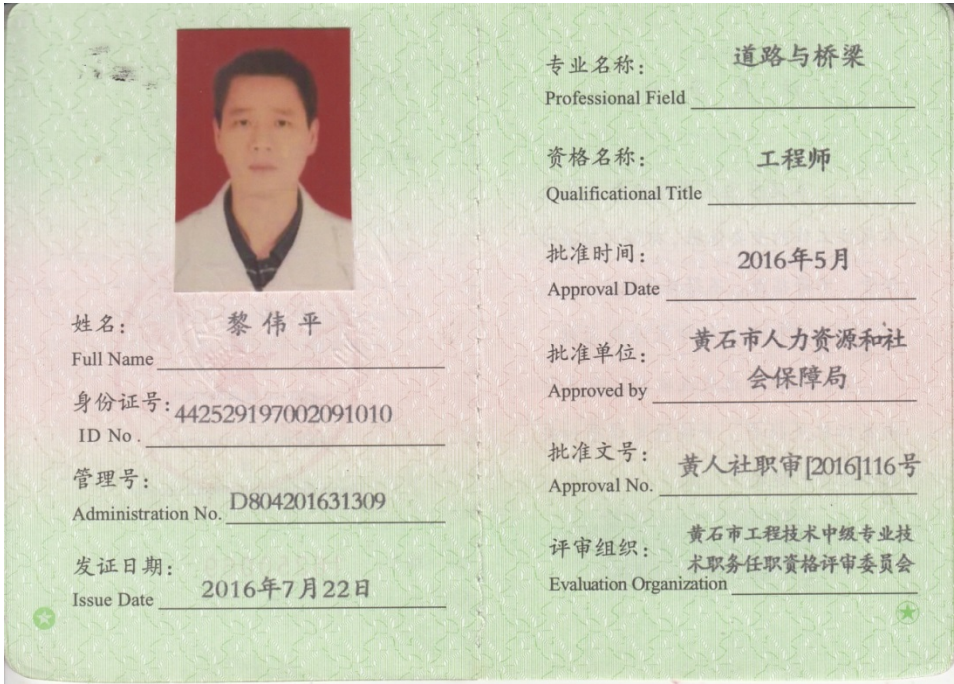 姓名： 黎伟平
Full Name
身份证号： 442529197002091010
ID No .
管理号：
Administration No. D804201631309
发证日期：
Issue Date 2016年7月22日
专业名称： 道路与桥梁
Professional Field
资格名称： 工程师
Qualificational Title
批准时间： 2016年5月
Approval Date
批准单位： 黄石市人力资源和社
Approved by 会保障局
批准文号： 黄人社职审[2016]116号
Approval No.
评审组织： 黄石市工程技术中级专业技
术职务任职资格评审委员会
Evaluation Organization